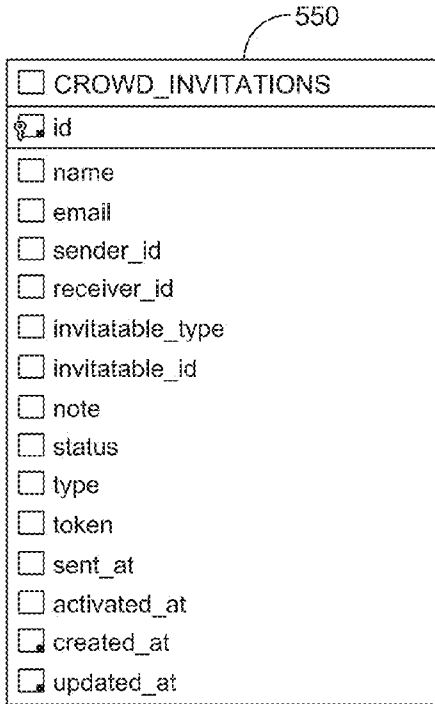 550
CROWD_INVITATIONS
id
name
email
sender_id
receiver_id
invitatable_type
invitatable_id
note
status
type
token
sent_at
activated_at
created_at
updated_at